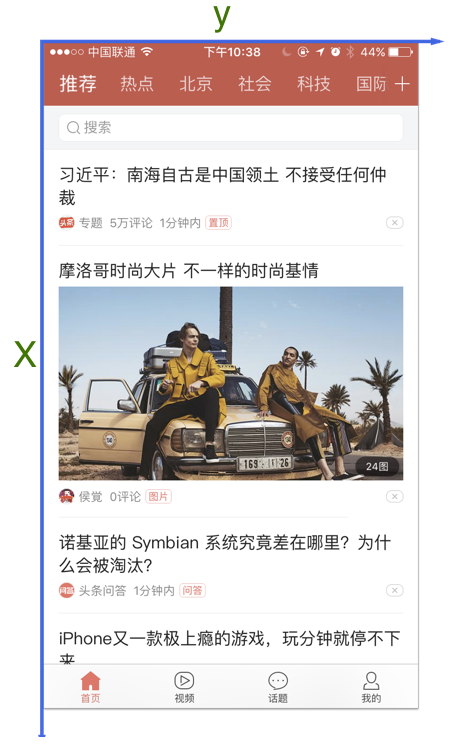 y
中国联通 下午10:38 44%
推荐 热点 北京 社会 科技 国际
搜索
习近平：南海自古是中国领土 不接受任何仲
裁
头条 专题 5万评论 1分钟内 置顶
摩洛哥时尚大片 不一样的时尚基情
X
169 26
24图
侯觉 0评论 图片
诺基亚的 Symbian 系统究竟差在哪里？为什
么会被淘汰？
问答 头条问答 1分钟内 问答
iPhone又一款极上瘾的游戏，玩分钟就停不下
来
首页 视频 话题 我的